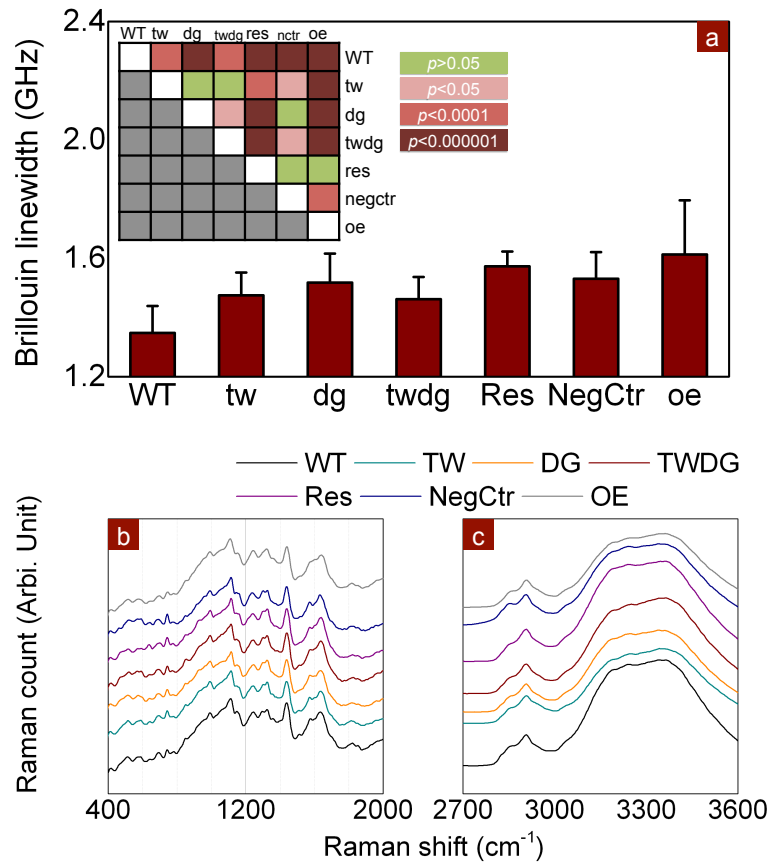 2.4
2.0
1.6
1.2
Brillouin linewidth (GHz)
a
WT tw dg twdg res nctr oe
WT
tw
dg
twdg
res
negctr
oe
p>0.05
p<0.05
p<0.0001
p<0.000001
WT tw dg twdg Res NegCtr oe
WT TW DG TWDG
Res NegCtr OE
Raman count (Arbi. Unit)
b
400 1200 2000
c
2700 3000 3300 3600
Raman shift (cm⁻¹)